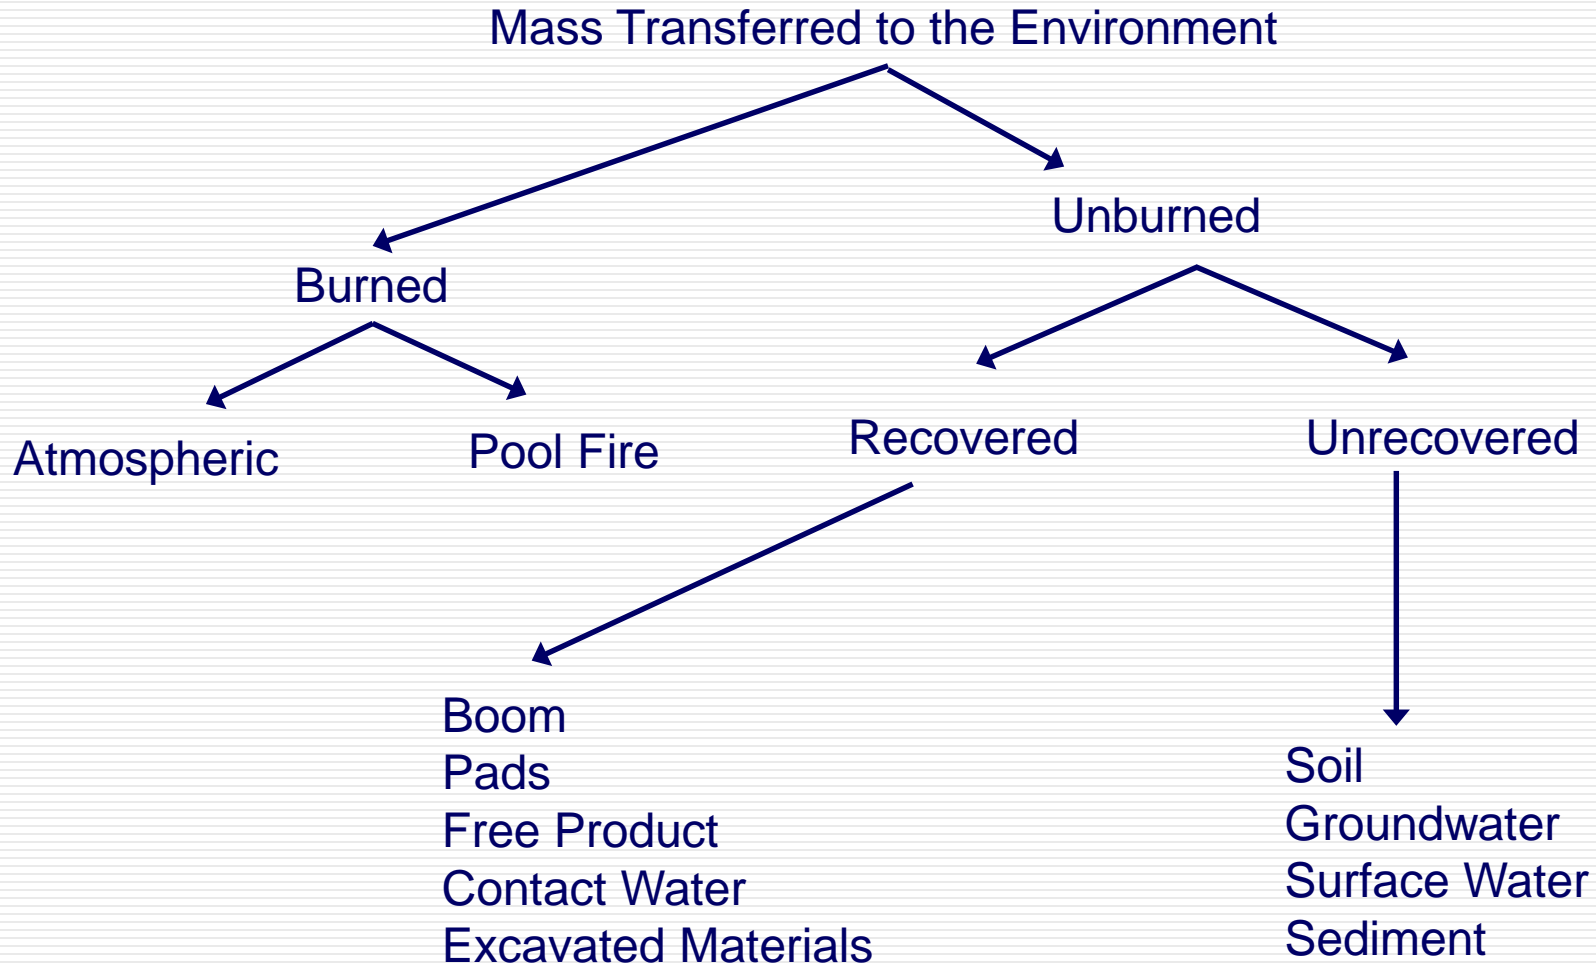 Mass Transferred to the Environment
Unburned
Burned
Atmospheric
Pool Fire
Recovered
Unrecovered
Boom
Pads
Free Product
Contact Water
Excavated Materials
Soil
Groundwater
Surface Water
Sediment